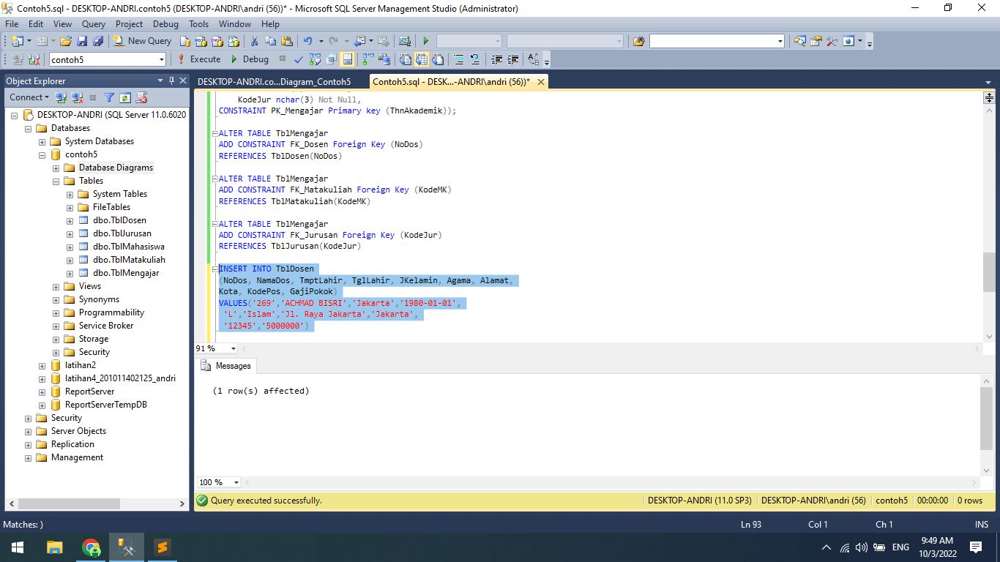 Contoh5.sql - DESKTOP-ANDRI.contoh5 (DESKTOP-ANDRI\andri (56))* - Microsoft SQL Server Management Studio (Administrator)
File Edit View Query Project Debug Tools Window Help
New Query
contoh5 Execute Debug
Object Explorer
Connect
DESKTOP-ANDRI (SQL Server 11.0.6020
Databases
System Databases
contoh5
Database Diagrams
Tables
System Tables
FileTables
dbo.TblDosen
dbo.TblJurusan
dbo.TblMahasiswa
dbo.TblMatakuliah
dbo.TblMengajar
Views
Synonyms
Programmability
Service Broker
Storage
Security
latihan2
latihan4_201011402125_andri
ReportServer
ReportServerTempDB
Security
Server Objects
Replication
Management
DESKTOP-ANDRI.co...Diagram_Contoh5 Contoh5.sql - DESK...-ANDRI\andri (56))*
KodeJur nchar(3) Not Null,
CONSTRAINT PK_Mengajar Primary key (ThnAkademik));
ALTER TABLE TblMengajar
ADD CONSTRAINT FK_Dosen Foreign Key (NoDos)
REFERENCES TblDosen(NoDos)
ALTER TABLE TblMengajar
ADD CONSTRAINT FK_Matakuliah Foreign Key (KodeMK)
REFERENCES TblMatakuliah(KodeMK)
ALTER TABLE TblMengajar
ADD CONSTRAINT FK_Jurusan Foreign Key (KodeJur)
REFERENCES TblJurusan(KodeJur)
INSERT INTO TblDosen
(NoDos, NamaDos, TmptLahir, TglLahir, JKelamin, Agama, Alamat,
Kota, KodePos, GajiPokok)
VALUES('269','ACHMAD BISRI','Jakarta','1980-01-01',
'L','Islam','Jl. Raya Jakarta','Jakarta',
'12345','5000000')
91 %
Messages
(1 row(s) affected)
100 %
Query executed successfully. DESKTOP-ANDRI (11.0 SP3) DESKTOP-ANDRI\andri (56) contoh5 00:00:00 0 rows
Matches: ) Ln 93 Col 1 Ch 1 INS
ENG
9:49 AM
10/3/2022